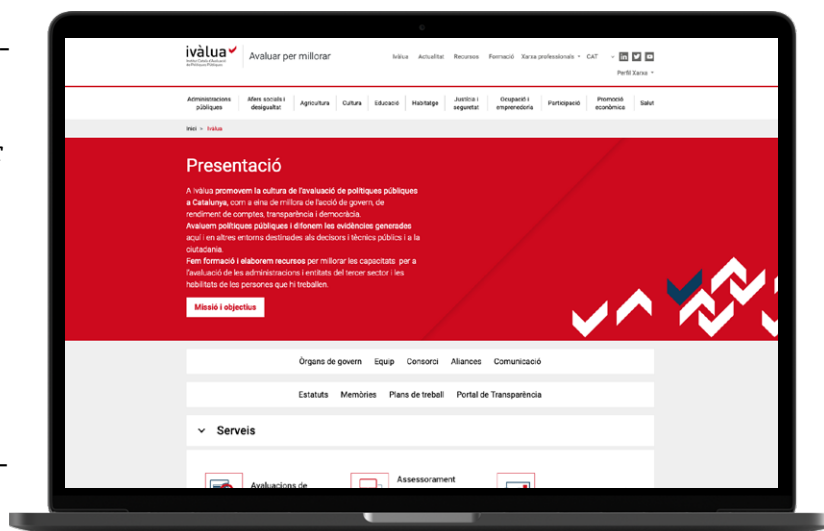 ivàlua
Institut Català d'Avaluació
de Polítiques Públiques
Avaluar per millorar
Ivàlua Actualitat Recursos Formació Xarxa professionals CAT
Perfil Xarxa
Administracions públiques
Afers socials i desigualtat
Agricultura
Cultura
Educació
Habitatge
Justícia i seguretat
Ocupació i emprenedoria
Participació
Promoció econòmica
Salut
Inici > Ivàlua
Presentació
A Ivàlua promovem la cultura de l'avaluació de polítiques públiques
a Catalunya, com a eina de millora de l'acció de govern, de
rendiment de comptes, transparència i democràcia.
Avaluem polítiques públiques i difonem les evidències generades
aquí i en altres entorns destinades als decisors i tècnics públics i a la
ciutadania.
Fem formació i elaborem recursos per millorar les capacitats per a
l'avaluació de les administracions i entitats del tercer sector i les
habilitats de les persones que hi treballen.
Missió i objectius
Òrgans de govern Equip Consorci Aliances Comunicació
Estatuts Memòries Plans de treball Portal de Transparència
Serveis
Avaluacions de
Assessorament